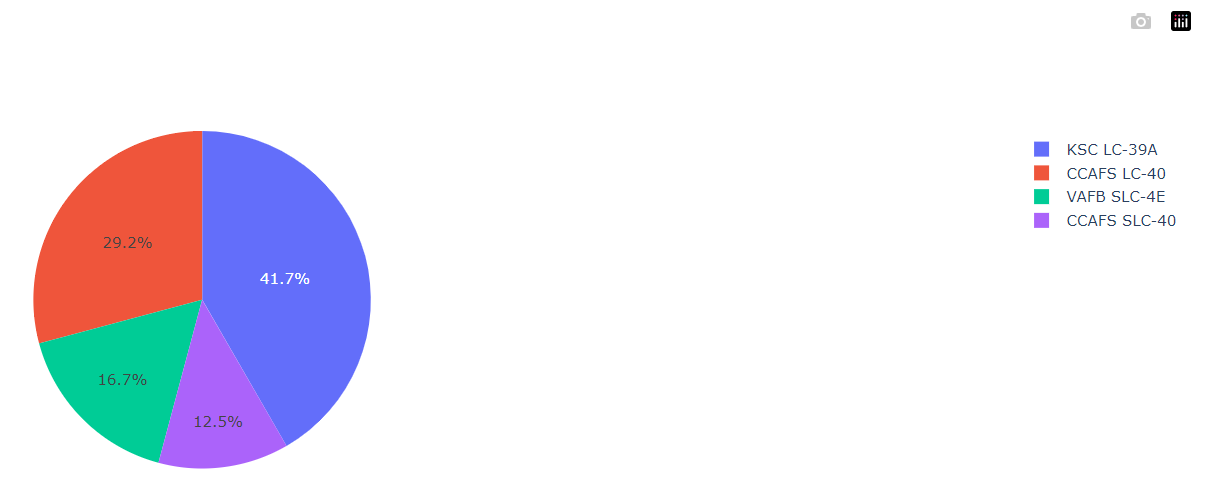 KSC LC-39A
CCAFS LC-40
VAFB SLC-4E
CCAFS SLC-40
29.2%
41.7%
16.7%
12.5%